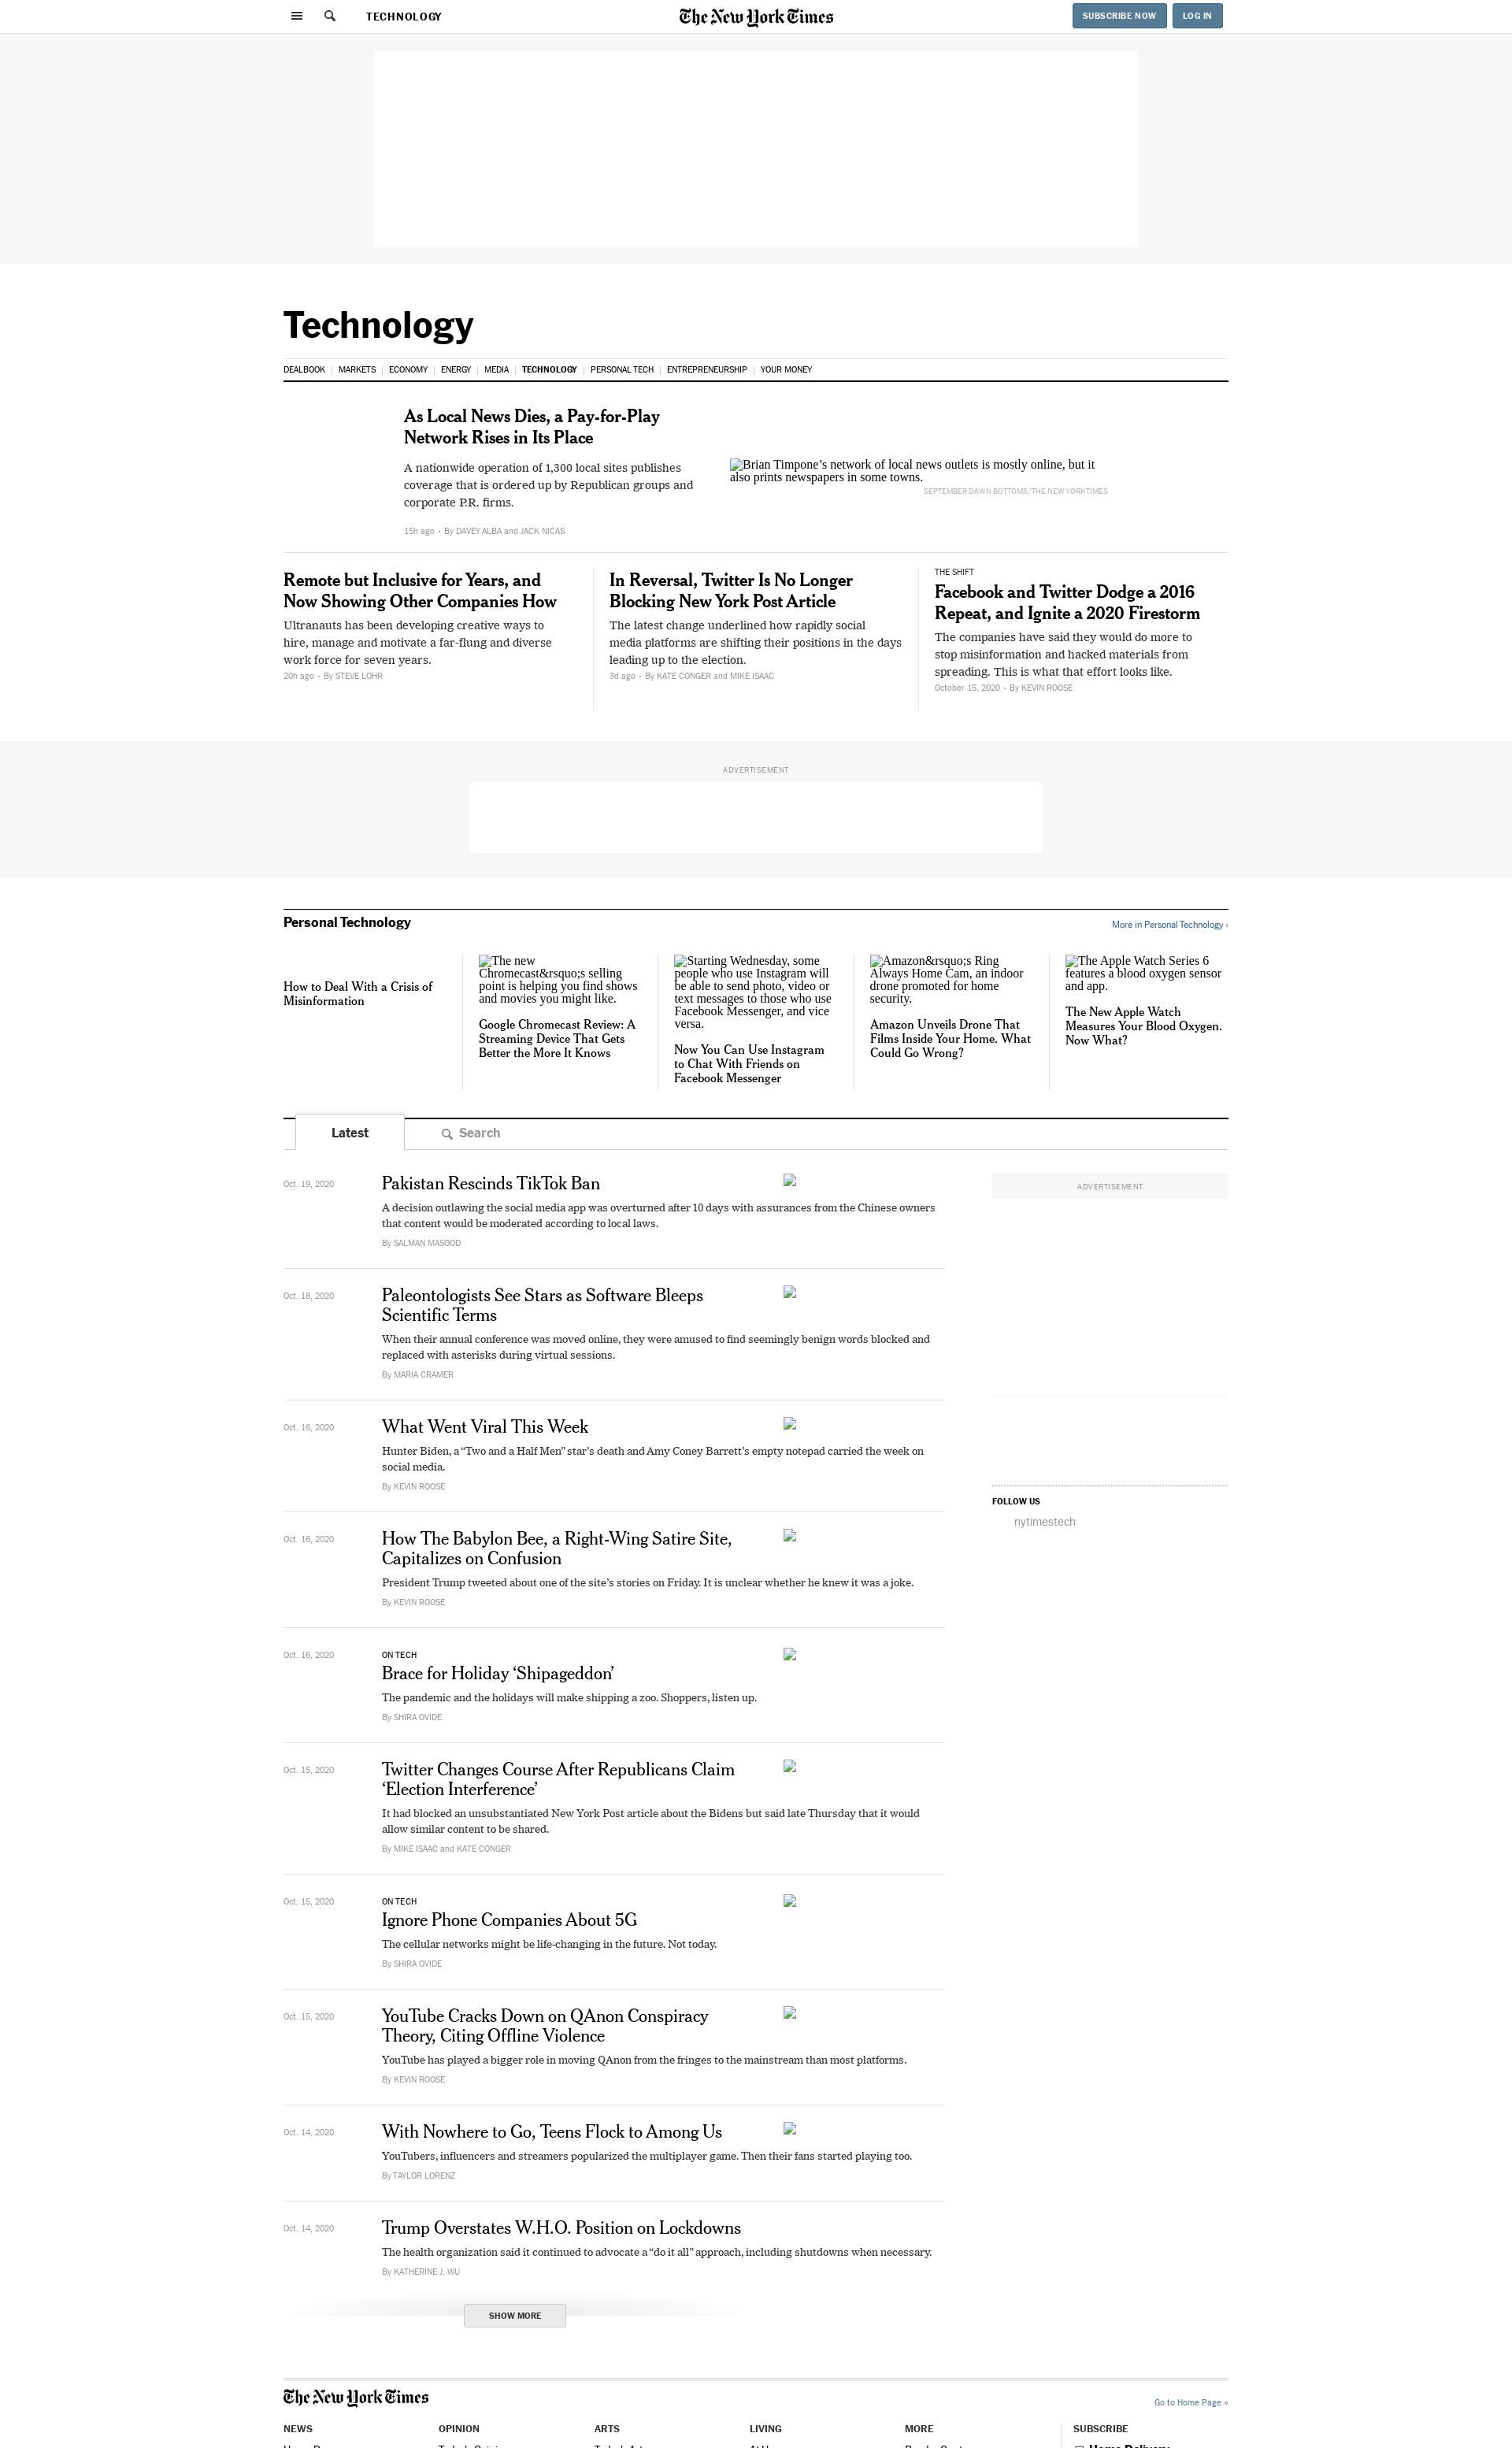 TECHNOLOGY
The New York Times
SUBSCRIBE NOW
LOG IN
Technology
DEALBOOK | MARKETS | ECONOMY | ENERGY | MEDIA | TECHNOLOGY | PERSONAL TECH | ENTREPRENEURSHIP | YOUR MONEY
As Local News Dies, a Pay-for-Play
Network Rises in Its Place
A nationwide operation of 1,300 local sites publishes
coverage that is ordered up by Republican groups and
corporate P.R. firms.
15h ago • By DAVEY ALBA and JACK NICAS
Brian Timpone’s network of local news outlets is mostly online, but it
also prints newspapers in some towns.
SEPTEMBER DAWN BOTTOMS/THE NEW YORK TIMES
Remote but Inclusive for Years, and
Now Showing Other Companies How
Ultranauts has been developing creative ways to
hire, manage and motivate a far-flung and diverse
work force for seven years.
20h ago • By STEVE LOHR
In Reversal, Twitter Is No Longer
Blocking New York Post Article
The latest change underlined how rapidly social
media platforms are shifting their positions in the days
leading up to the election.
3d ago • By KATE CONGER and MIKE ISAAC
THE SHIFT
Facebook and Twitter Dodge a 2016
Repeat, and Ignite a 2020 Firestorm
The companies have said they would do more to
stop misinformation and hacked materials from
spreading. This is what that effort looks like.
October 15, 2020 • By KEVIN ROOSE
ADVERTISEMENT
Personal Technology
More in Personal Technology ›
How to Deal With a Crisis of
Misinformation
The new
Chromecast&rsquo;s selling
point is helping you find shows
and movies you might like.
Google Chromecast Review: A
Streaming Device That Gets
Better the More It Knows
Starting Wednesday, some
people who use Instagram will
be able to send photo, video or
text messages to those who use
Facebook Messenger, and vice
versa.
Now You Can Use Instagram
to Chat With Friends on
Facebook Messenger
Amazon&rsquo;s Ring
Always Home Cam, an indoor
drone promoted for home
security.
Amazon Unveils Drone That
Films Inside Your Home. What
Could Go Wrong?
The Apple Watch Series 6
features a blood oxygen sensor
and app.
The New Apple Watch
Measures Your Blood Oxygen.
Now What?
Latest
Search
Oct. 19, 2020
Pakistan Rescinds TikTok Ban
A decision outlawing the social media app was overturned after 10 days with assurances from the Chinese owners
that content would be moderated according to local laws.
By SALMAN MASOOD
ADVERTISEMENT
Oct. 18, 2020
Paleontologists See Stars as Software Bleeps
Scientific Terms
When their annual conference was moved online, they were amused to find seemingly benign words blocked and
replaced with asterisks during virtual sessions.
By MARIA CRAMER
Oct. 16, 2020
What Went Viral This Week
Hunter Biden, a “Two and a Half Men” star’s death and Amy Coney Barrett’s empty notepad carried the week on
social media.
By KEVIN ROOSE
FOLLOW US
nytimestech
Oct. 16, 2020
How The Babylon Bee, a Right-Wing Satire Site,
Capitalizes on Confusion
President Trump tweeted about one of the site’s stories on Friday. It is unclear whether he knew it was a joke.
By KEVIN ROOSE
Oct. 16, 2020
ON TECH
Brace for Holiday ‘Shipageddon’
The pandemic and the holidays will make shipping a zoo. Shoppers, listen up.
By SHIRA OVIDE
Oct. 15, 2020
Twitter Changes Course After Republicans Claim
‘Election Interference’
It had blocked an unsubstantiated New York Post article about the Bidens but said late Thursday that it would
allow similar content to be shared.
By MIKE ISAAC and KATE CONGER
Oct. 15, 2020
ON TECH
Ignore Phone Companies About 5G
The cellular networks might be life-changing in the future. Not today.
By SHIRA OVIDE
Oct. 15, 2020
YouTube Cracks Down on QAnon Conspiracy
Theory, Citing Offline Violence
YouTube has played a bigger role in moving QAnon from the fringes to the mainstream than most platforms.
By KEVIN ROOSE
Oct. 14, 2020
With Nowhere to Go, Teens Flock to Among Us
YouTubers, influencers and streamers popularized the multiplayer game. Then their fans started playing too.
By TAYLOR LORENZ
Oct. 14, 2020
Trump Overstates W.H.O. Position on Lockdowns
The health organization said it continued to advocate a “do it all” approach, including shutdowns when necessary.
By KATHERINE J. WU
SHOW MORE
The New York Times
Go to Home Page »
NEWS
OPINION
ARTS
LIVING
MORE
SUBSCRIBE